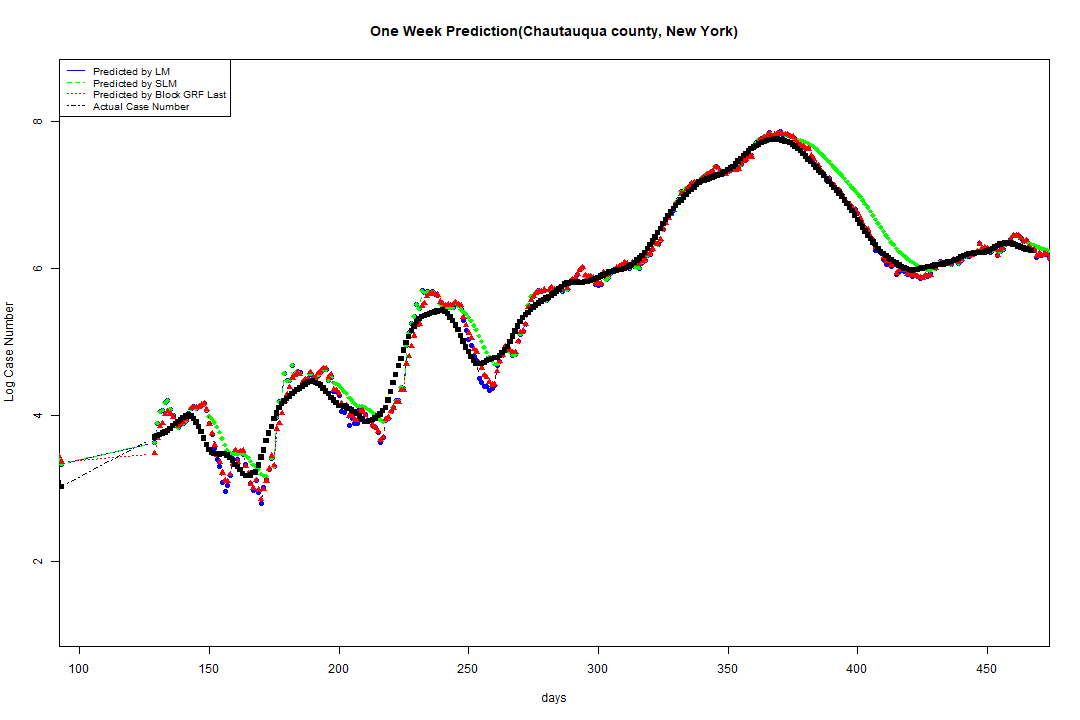 One Week Prediction(Chautauqua county, New York)
Predicted by LM
Predicted by SLM
Predicted by Block GRF Last
Actual Case Number
8
6
4
2
Log Case Number
100 150 200 250 300 350 400 450
days